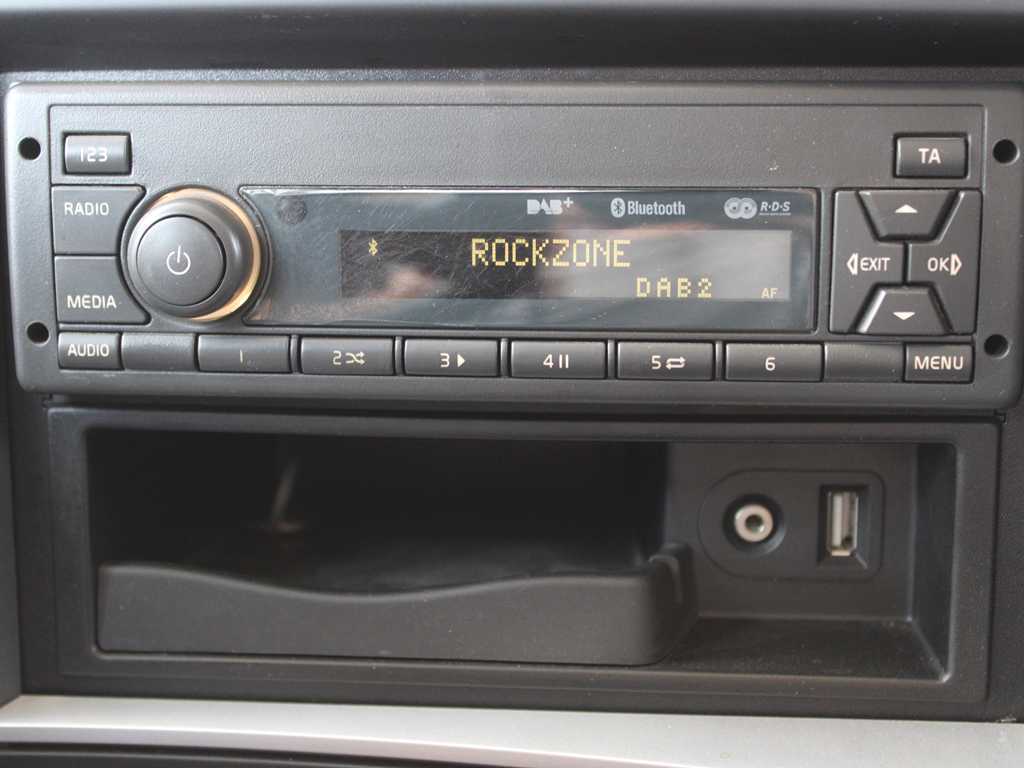 123
TA
RADIO
DAB+
Bluetooth
R·D·S
ROCKZONE
EXIT
OK
MEDIA
DAB2
AF
AUDIO
1
2
3
4
5
6
MENU